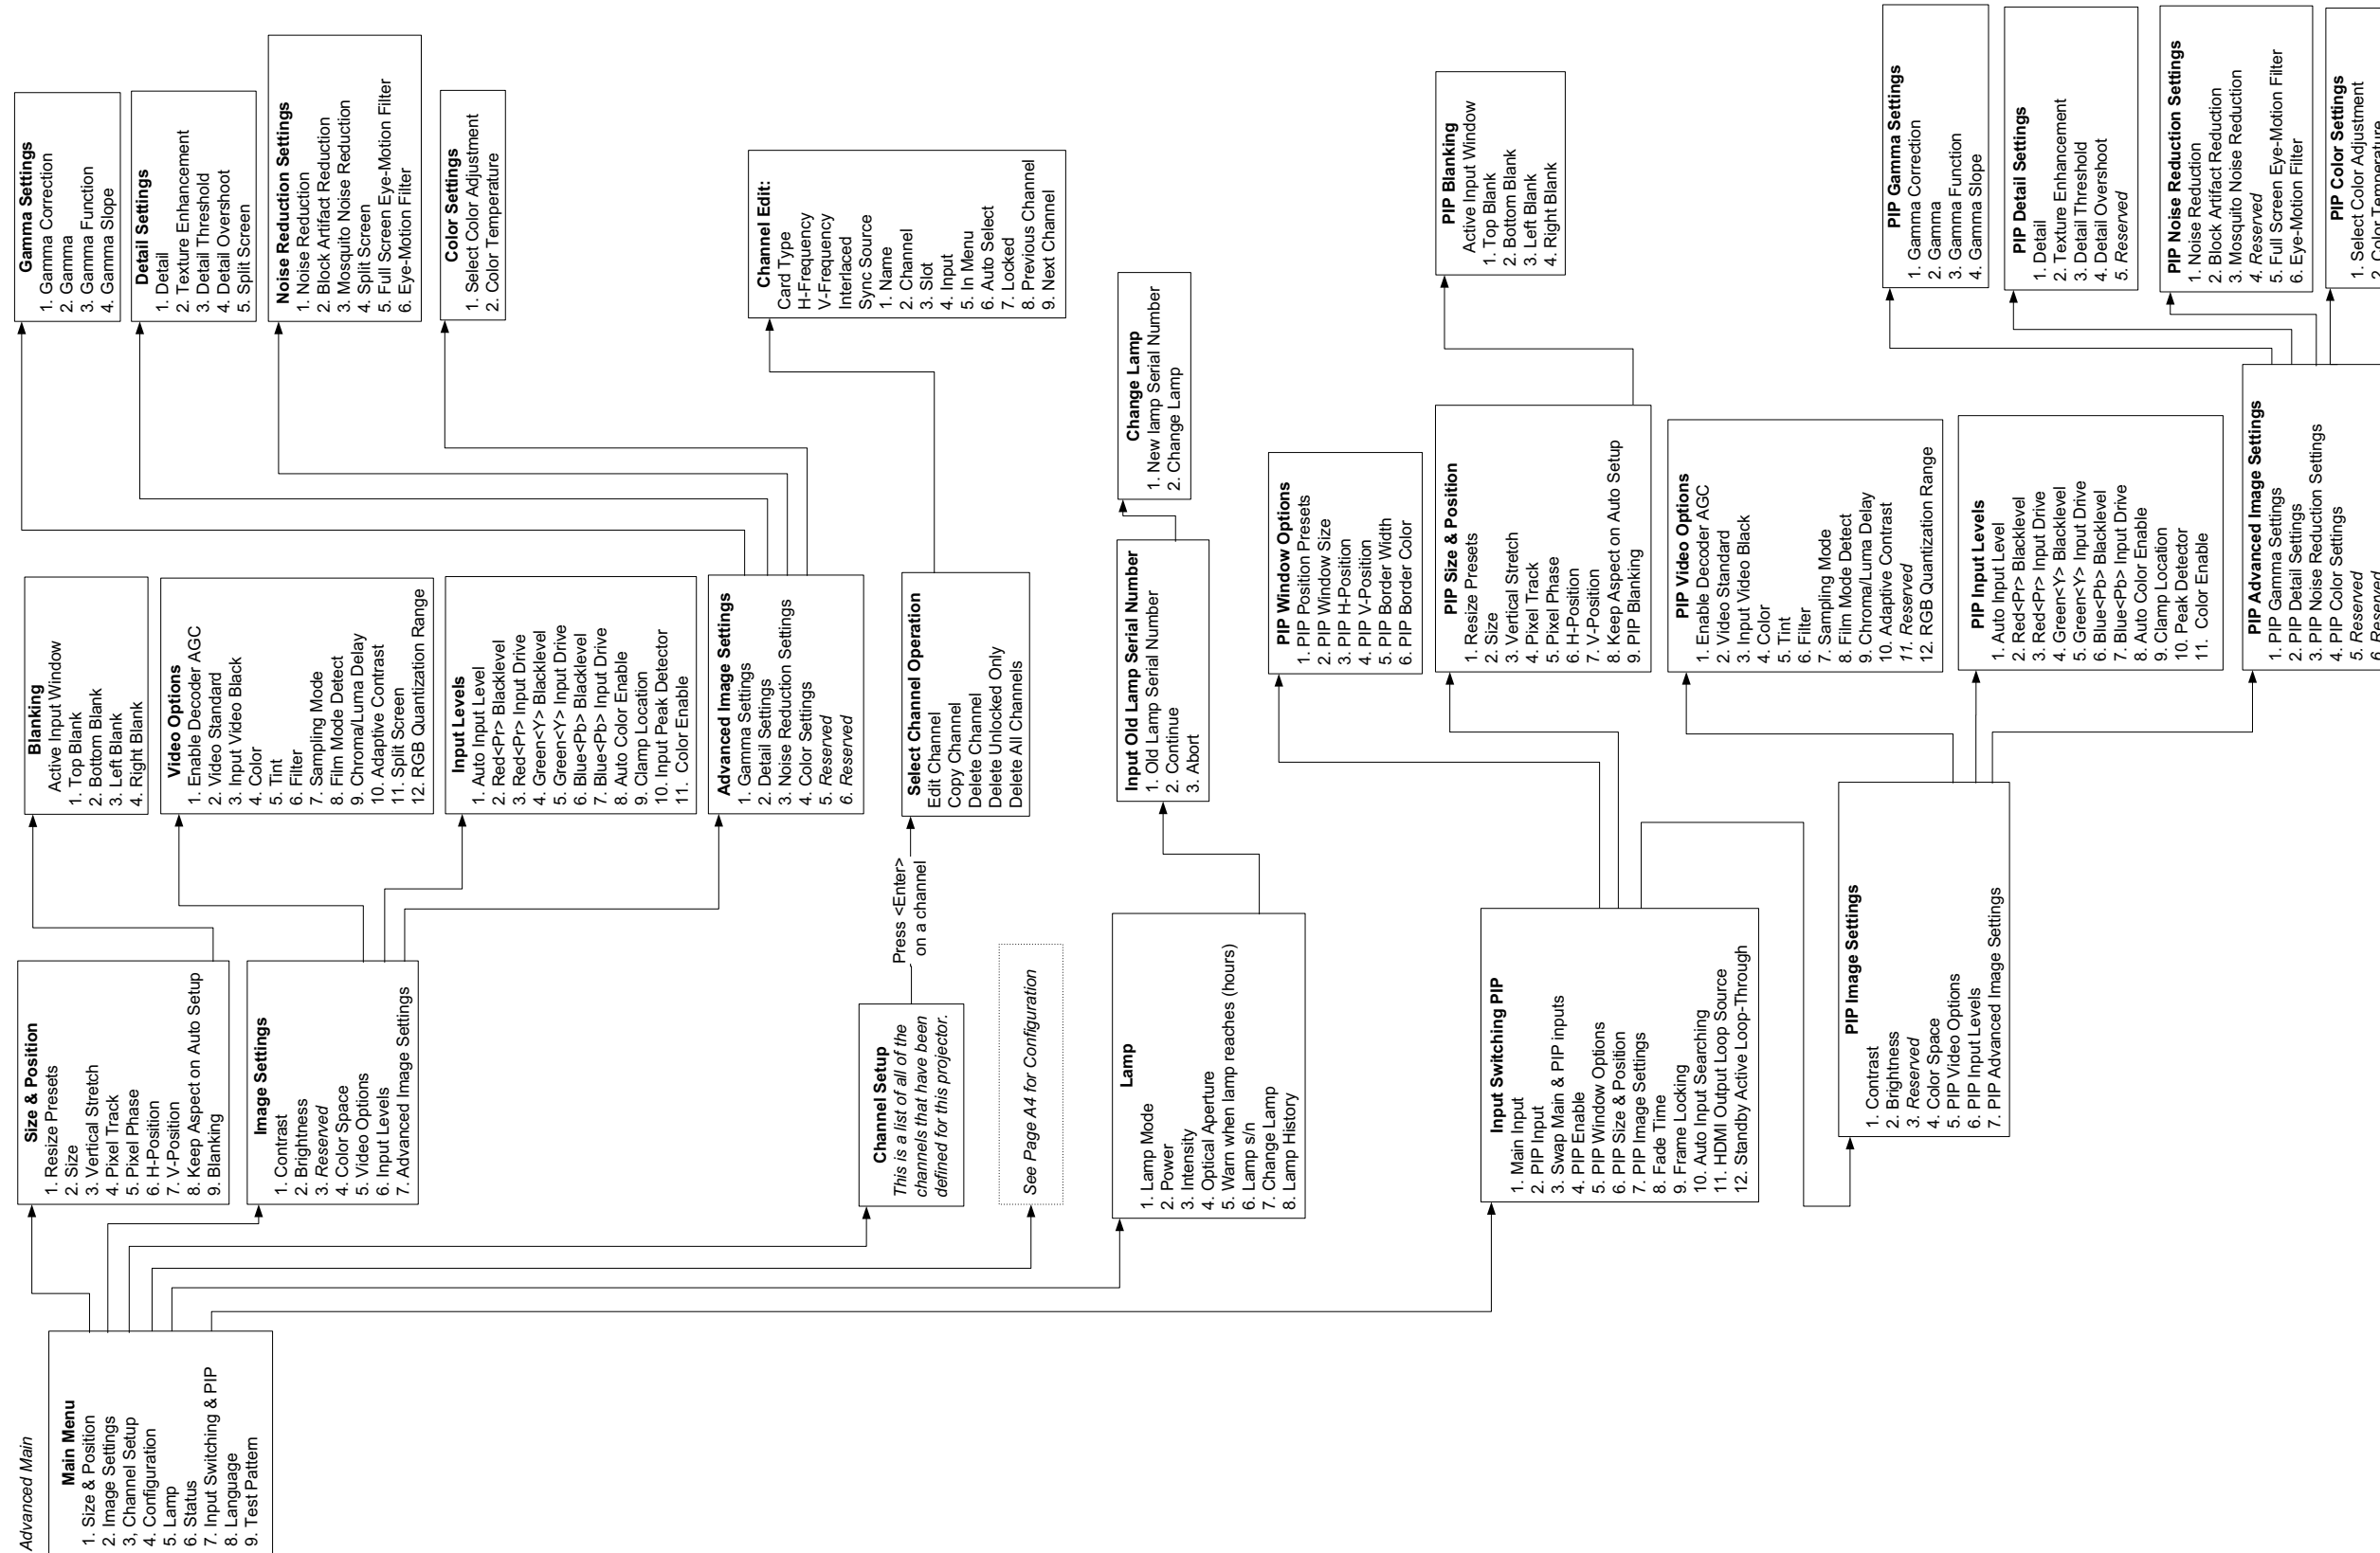 Advanced Main
Main Menu
1. Size & Position
2. Image Settings
3, Channel Setup
4. Configuration
5. Lamp
6. Status
7. Input Switching & PIP
8. Language
9. Test Pattern
Size & Position
1. Resize Presets
2. Size
3. Vertical Stretch
4. Pixel Track
5. Pixel Phase
6. H-Position
7. V-Position
8. Keep Aspect on Auto Setup
9. Blanking
Image Settings
1. Contrast
2. Brightness
3. Reserved
4. Color Space
5. Video Options
6. Input Levels
7. Advanced Image Settings
Channel Setup
This is a list of all of the
channels that have been
defined for this projector.
See Page A4 for Configuration
Lamp
1. Lamp Mode
2. Power
3. Intensity
4. Optical Aperture
5. Warn when lamp reaches (hours)
6. Lamp s/n
7. Change Lamp
8. Lamp History
Input Switching PIP
1. Main Input
2. PIP Input
3. Swap Main & PIP inputs
4. PIP Enable
5. PIP Window Options
6. PIP Size & Position
7. PIP Image Settings
8. Fade Time
9. Frame Locking
10. Auto Input Searching
11. HDMI Output Loop Source
12. Standby Active Loop-Through
PIP Image Settings
1. Contrast
2. Brightness
3. Reserved
4. Color Space
5. PIP Video Options
6. PIP Input Levels
7. PIP Advanced Image Settings
Blanking
Active Input Window
1. Top Blank
2. Bottom Blank
3. Left Blank
4. Right Blank
Video Options
1. Enable Decoder AGC
2. Video Standard
3. Input Video Black
4. Color
5. Tint
6. Filter
7. Sampling Mode
8. Film Mode Detect
9. Chroma/Luma Delay
10. Adaptive Contrast
11. Split Screen
12. RGB Quantization Range
Input Levels
1. Auto Input Level
2. Red<Pr> Blacklevel
3. Red<Pr> Input Drive
4. Green<Y> Blacklevel
5. Green<Y> Input Drive
6. Blue<Pb> Blacklevel
7. Blue<Pb> Input Drive
8. Auto Color Enable
9. Clamp Location
10. Input Peak Detector
11. Color Enable
Advanced Image Settings
1. Gamma Settings
2. Detail Settings
3. Noise Reduction Settings
4. Color Settings
5. Reserved
6. Reserved
Press <Enter>
on a channel
Select Channel Operation
Edit Channel
Copy Channel
Delete Channel
Delete Unlocked Only
Delete All Channels
Input Old Lamp Serial Number
1. Old Lamp Serial Number
2. Continue
3. Abort
PIP Window Options
1. PIP Position Presets
2. PIP Window Size
3. PIP H-Position
4. PIP V-Position
5. PIP Border Width
6. PIP Border Color
PIP Size & Position
1. Resize Presets
2. Size
3. Vertical Stretch
4. Pixel Track
5. Pixel Phase
6. H-Position
7. V-Position
8. Keep Aspect on Auto Setup
9. PIP Blanking
PIP Video Options
1. Enable Decoder AGC
2. Video Standard
3. Input Video Black
4. Color
5. Tint
6. Filter
7. Sampling Mode
8. Film Mode Detect
9. Chroma/Luma Delay
10. Adaptive Contrast
11. Reserved
12. RGB Quantization Range
PIP Input Levels
1. Auto Input Level
2. Red<Pr> Blacklevel
3. Red<Pr> Input Drive
4. Green<Y> Blacklevel
5. Green<Y> Input Drive
6. Blue<Pb> Blacklevel
7. Blue<Pb> Input Drive
8. Auto Color Enable
9. Clamp Location
10. Peak Detector
11. Color Enable
PIP Advanced Image Settings
1. PIP Gamma Settings
2. PIP Detail Settings
3. PIP Noise Reduction Settings
4. PIP Color Settings
5. Reserved
6. Reserved
Gamma Settings
1. Gamma Correction
2. Gamma
3. Gamma Function
4. Gamma Slope
Detail Settings
1. Detail
2. Texture Enhancement
3. Detail Threshold
4. Detail Overshoot
5. Split Screen
Noise Reduction Settings
1. Noise Reduction
2. Block Artifact Reduction
3. Mosquito Noise Reduction
4. Split Screen
5. Full Screen Eye-Motion Filter
6. Eye-Motion Filter
Color Settings
1. Select Color Adjustment
2. Color Temperature
Channel Edit:
Card Type
H-Frequency
V-Frequency
Interlaced
Sync Source
1. Name
2. Channel
3. Slot
4. Input
5. In Menu
6. Auto Select
7. Locked
8. Previous Channel
9. Next Channel
Change Lamp
1. New lamp Serial Number
2. Change Lamp
PIP Blanking
Active Input Window
1. Top Blank
2. Bottom Blank
3. Left Blank
4. Right Blank
PIP Gamma Settings
1. Gamma Correction
2. Gamma
3. Gamma Function
4. Gamma Slope
PIP Detail Settings
1. Detail
2. Texture Enhancement
3. Detail Threshold
4. Detail Overshoot
5. Reserved
PIP Noise Reduction Settings
1. Noise Reduction
2. Block Artifact Reduction
3. Mosquito Noise Reduction
4. Reserved
5. Full Screen Eye-Motion Filter
6. Eye-Motion Filter
PIP Color Settings
1. Select Color Adjustment
2. Color Temperature